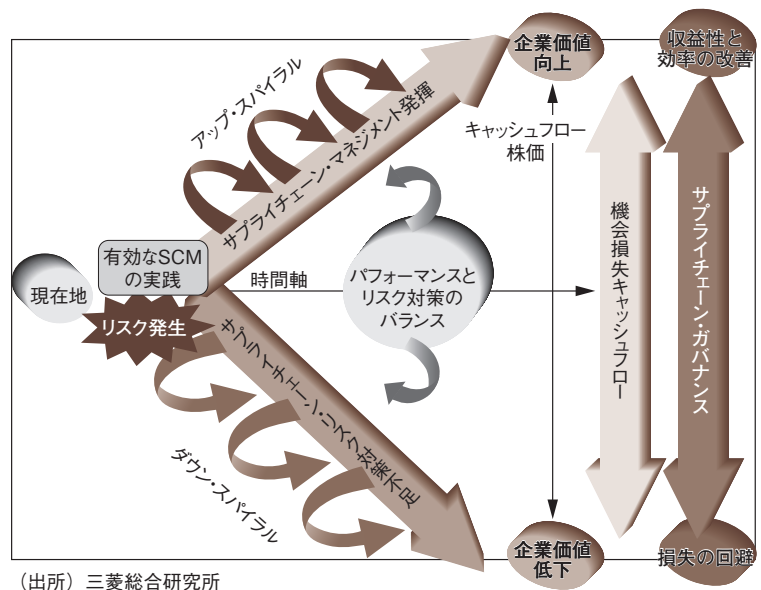 企業価値
向上
収益性と
効率の改善
アップ・スパイラル
サプライチェーン・マネジメント発揮
キャッシュフロー
株価
有効なSCM
の実践
現在地
リスク発生
時間軸
パフォーマンスと
リスク対策の
バランス
機会損失キャッシュフロー
サプライチェーン・ガバナンス
サプライチェーン・リスク対策不足
ダウン・スパイラル
企業価値
低下
損失の回避
（出所）三菱総合研究所